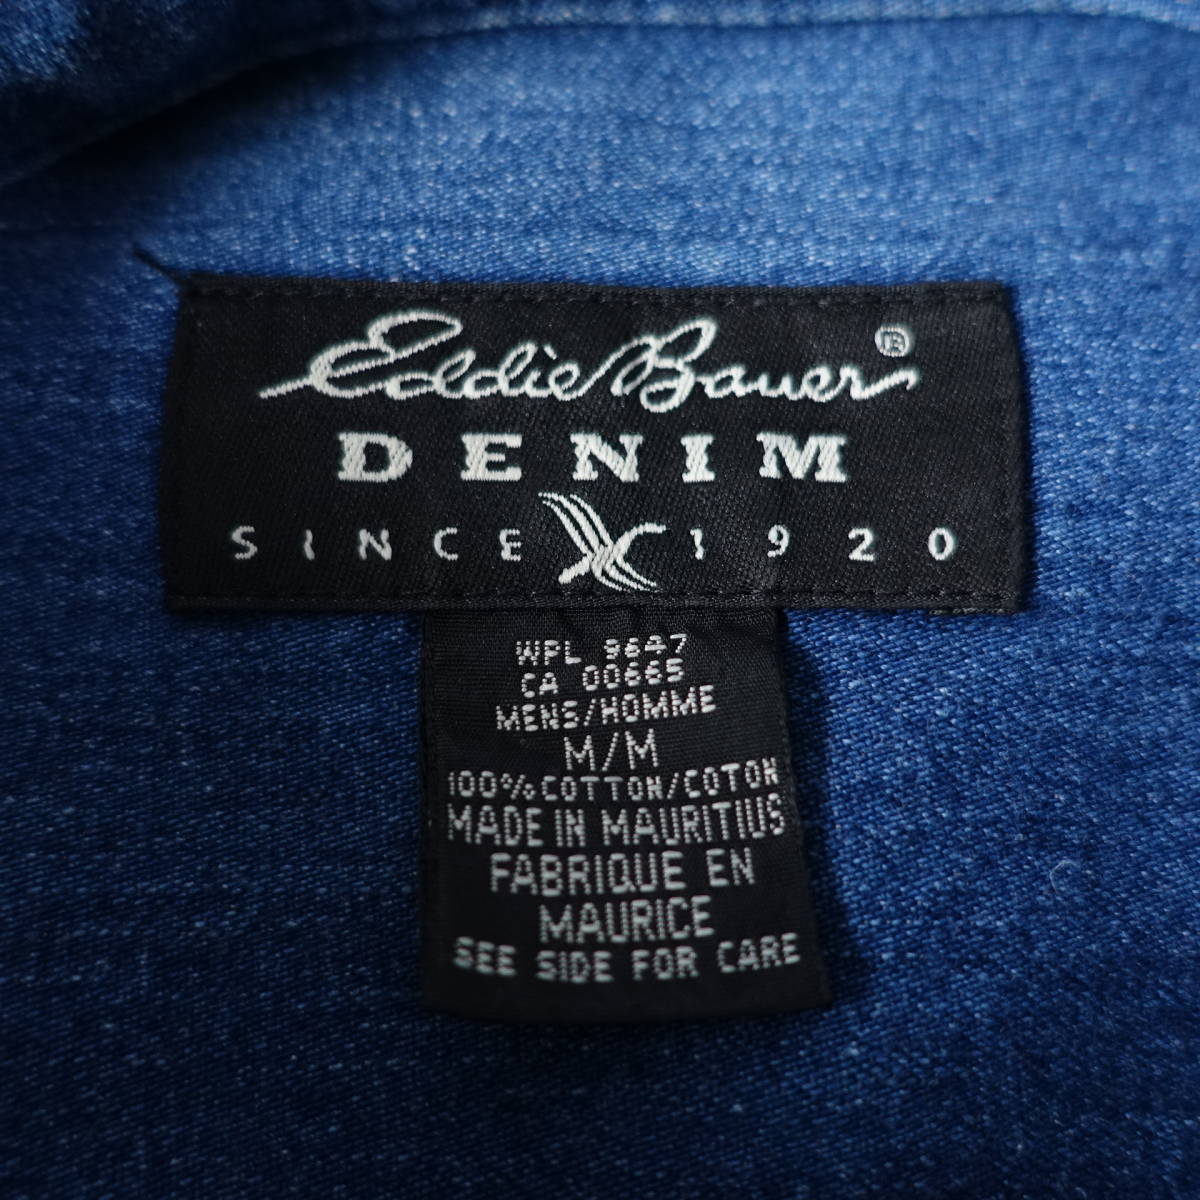 Eddie Bauer®
DENIM
SINCE 1920
WPL 9647
CA 00665
MENS/HOMME
M/M
100%COTTON/COTON
MADE IN MAURITIUS
FABRIQUE EN
MAURICE
SEE SIDE FOR CARE